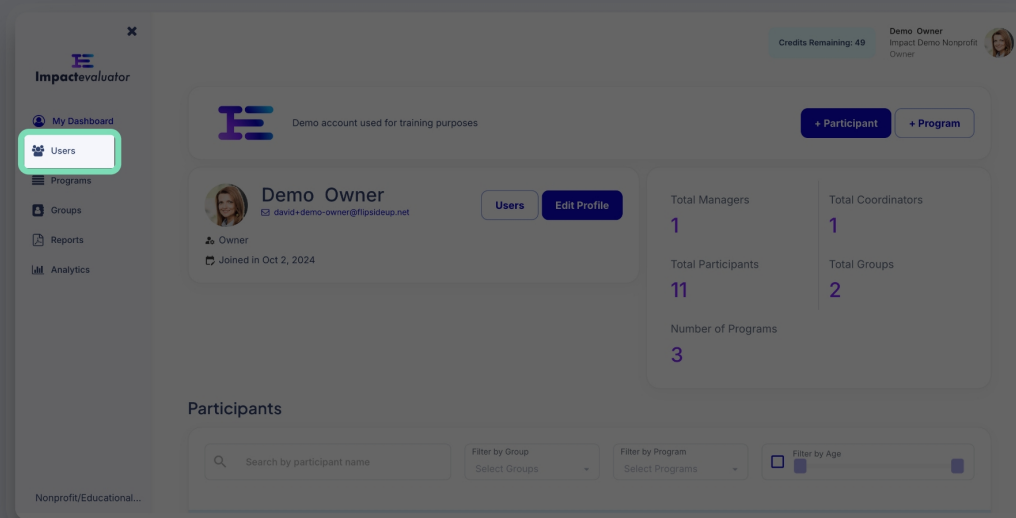 Impactevaluator
My Dashboard
Users
Programs
Groups
Reports
Analytics
Nonprofit/Educational...
Credits Remaining: 49
Demo Owner
Impact Demo Nonprofit
Owner
Demo account used for training purposes
+ Participant
+ Program
Demo Owner
david+demo-owner@flipsideup.net
Users
Edit Profile
Owner
Joined in Oct 2, 2024
Total Managers
1
Total Coordinators
1
Total Participants
11
Total Groups
2
Number of Programs
3
Participants
Search by participant name
Filter by Group
Select Groups
Filter by Program
Select Programs
Filter by Age